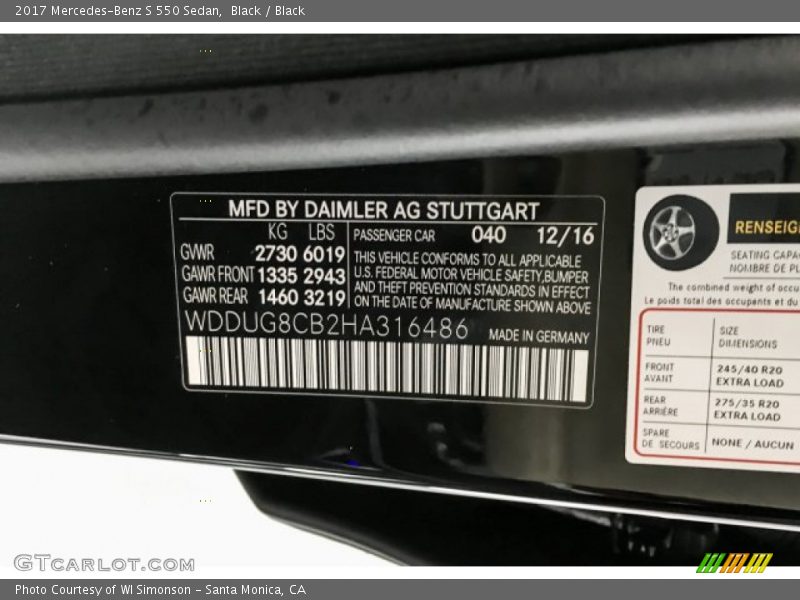 2017 Mercedes-Benz S 550 Sedan, Black / Black
MFD BY DAIMLER AG STUTTGART
KG LBS
GVWR 2730 6019
GAWR FRONT 1335 2943
GAWR REAR 1460 3219
PASSENGER CAR 040 12/16
THIS VEHICLE CONFORMS TO ALL APPLICABLE
U.S. FEDERAL MOTOR VEHICLE SAFETY, BUMPER
AND THEFT PREVENTION STANDARDS IN EFFECT
ON THE DATE OF MANUFACTURE SHOWN ABOVE
WDDUG8CB2HA316486 MADE IN GERMANY
SEATING
NOMBRE DE
The combined weight of
Le poids total des occupants et du
TIRE SIZE
PNEU DIMENSIONS
FRONT 245/40 R20
AVANT EXTRA LOAD
REAR 275/35 R20
ARRIÈRE EXTRA LOAD
SPARE NONE / AUCUN
DE SECOURS
GTCARLOT.COM
Photo Courtesy of WI Simonson - Santa Monica, CA